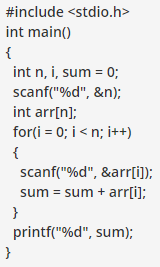 #include <stdio.h>
int main()
{
  int n, i, sum = 0;
  scanf("%d", &n);
  int arr[n];
  for(i = 0; i < n; i++)
  {
    scanf("%d", &arr[i]);
    sum = sum + arr[i];
  }
  printf("%d", sum);
}